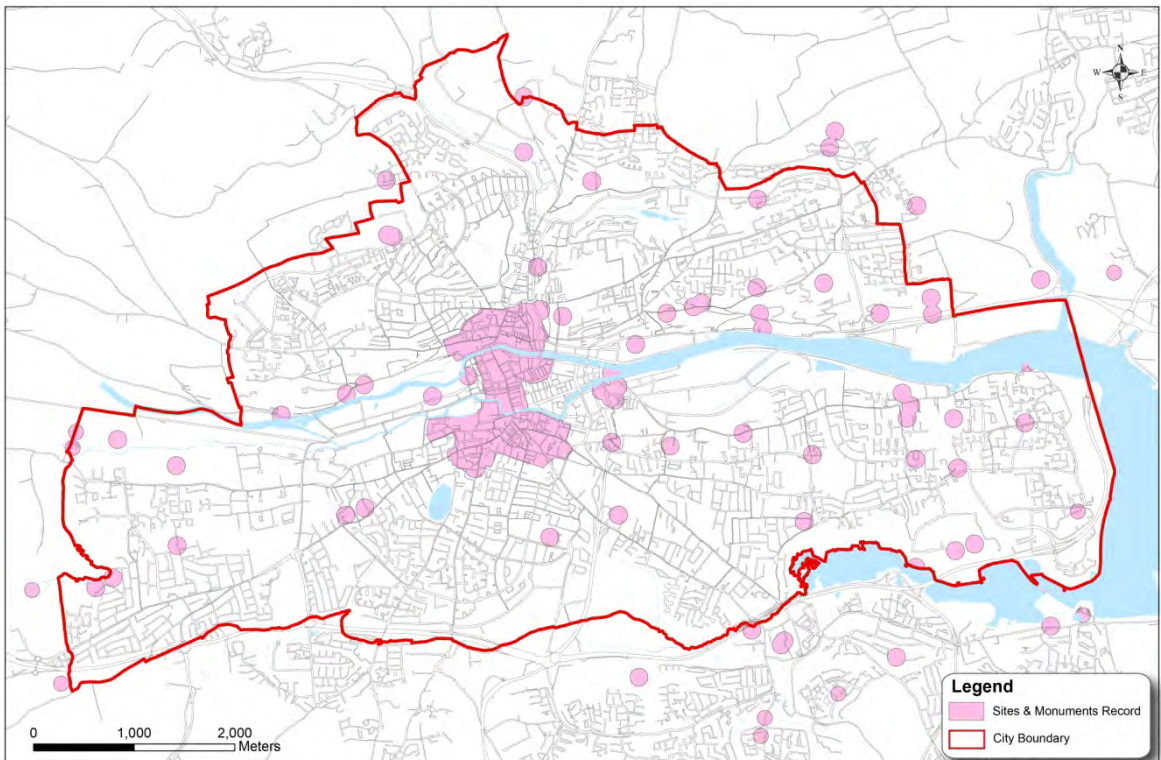 N
W E
S
Legend
Sites & Monuments Record
City Boundary
0 1,000 2,000
Meters